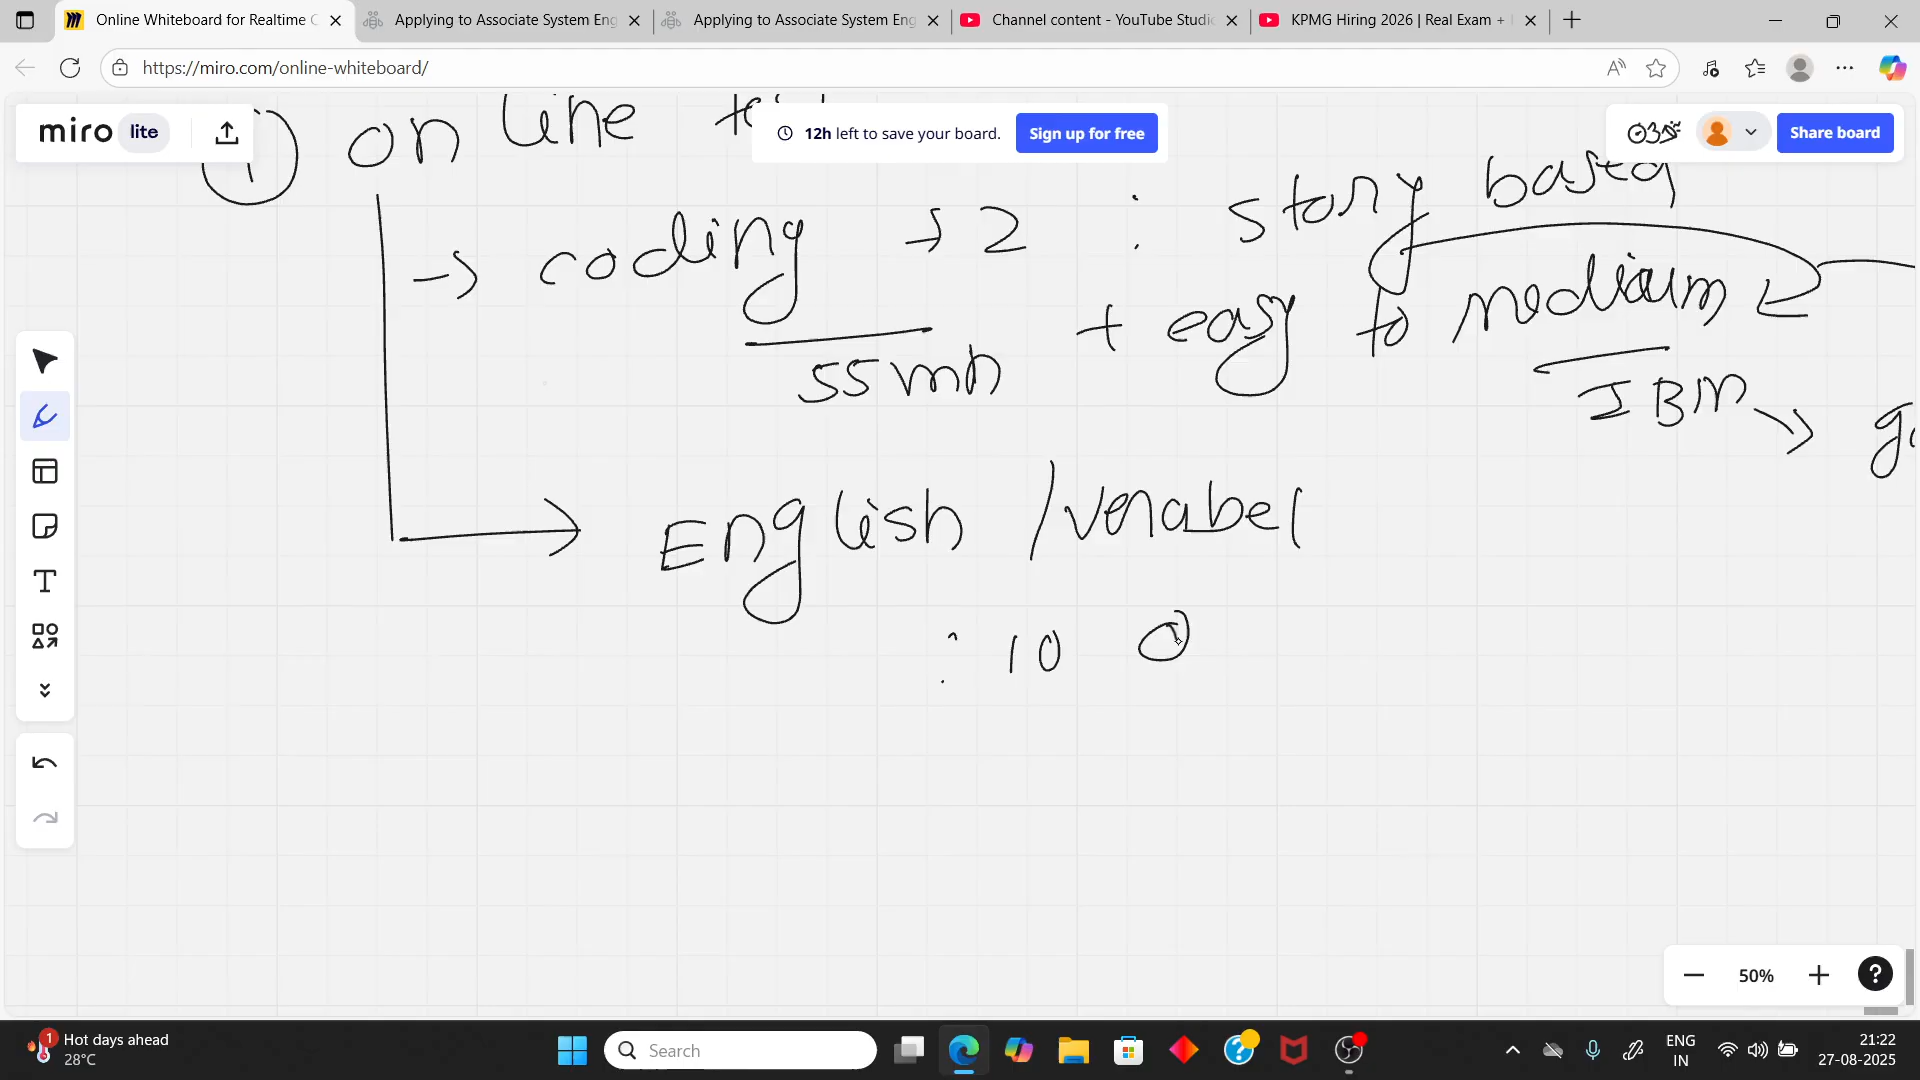 Online Whiteboard for Realtime C
Applying to Associate System Eng
Applying to Associate System Eng
Channel content - YouTube Studi
KPMG Hiring 2026 | Real Exam +
https://miro.com/online-whiteboard/
miro lite
12h left to save your board.
Sign up for free
Share board
1 on line
→ coding → 2 : story based
+ easy to medium
55 min
IBM →
English / verabel
: 10
50%
Hot days ahead
28°C
Search
ENG
IN
21:22
27-08-2025